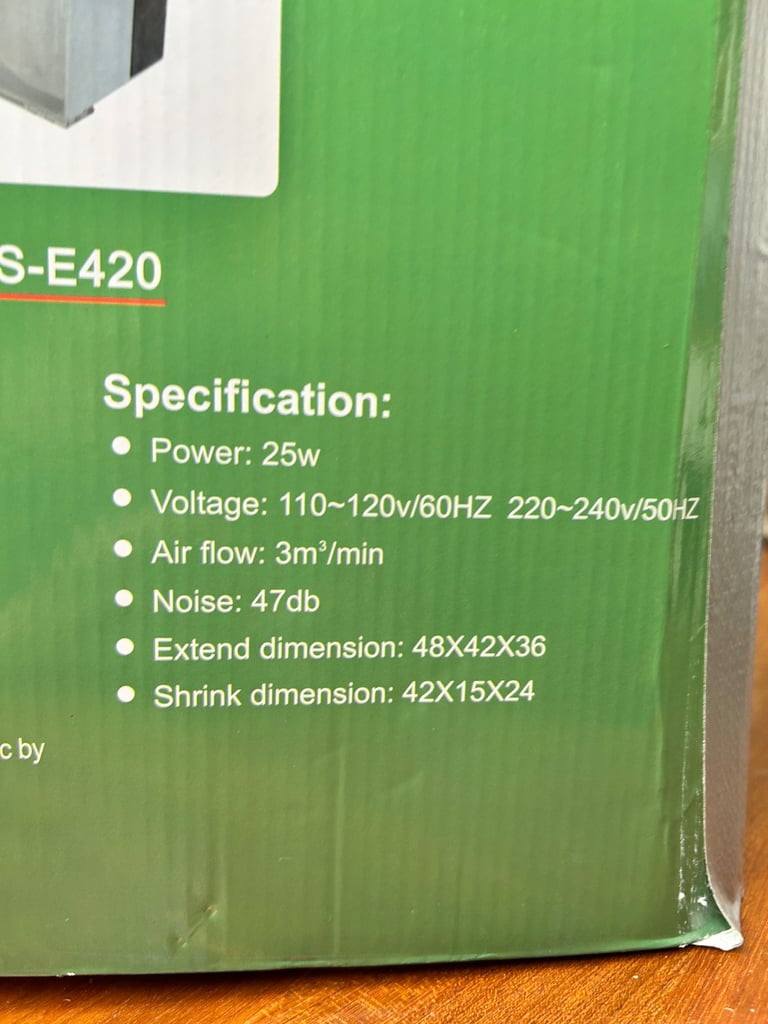 S-E420
Specification:
Power: 25w
Voltage: 110~120v/60HZ 220~240v/50HZ
Air flow: 3m³/min
Noise: 47db
Extend dimension: 48X42X36
Shrink dimension: 42X15X24
c by